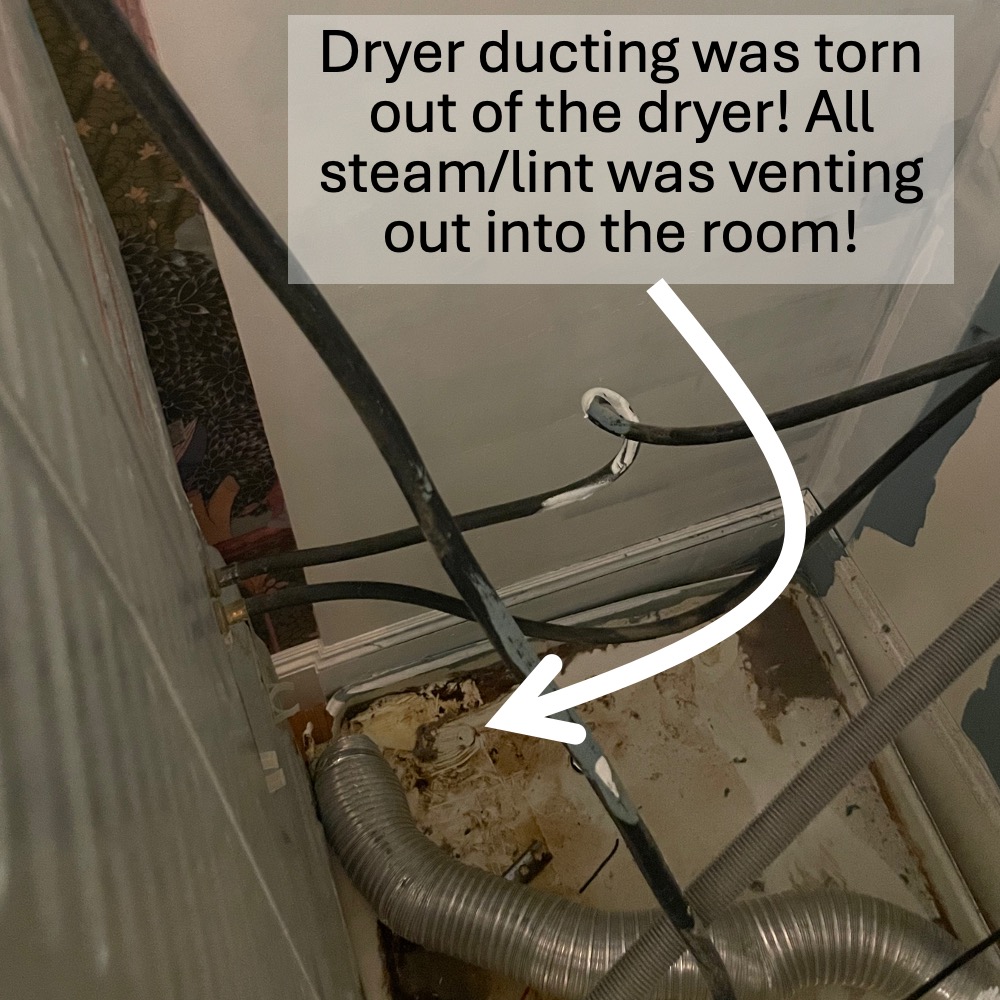 Dryer ducting was torn
out of the dryer! All
steam/lint was venting
out into the room!